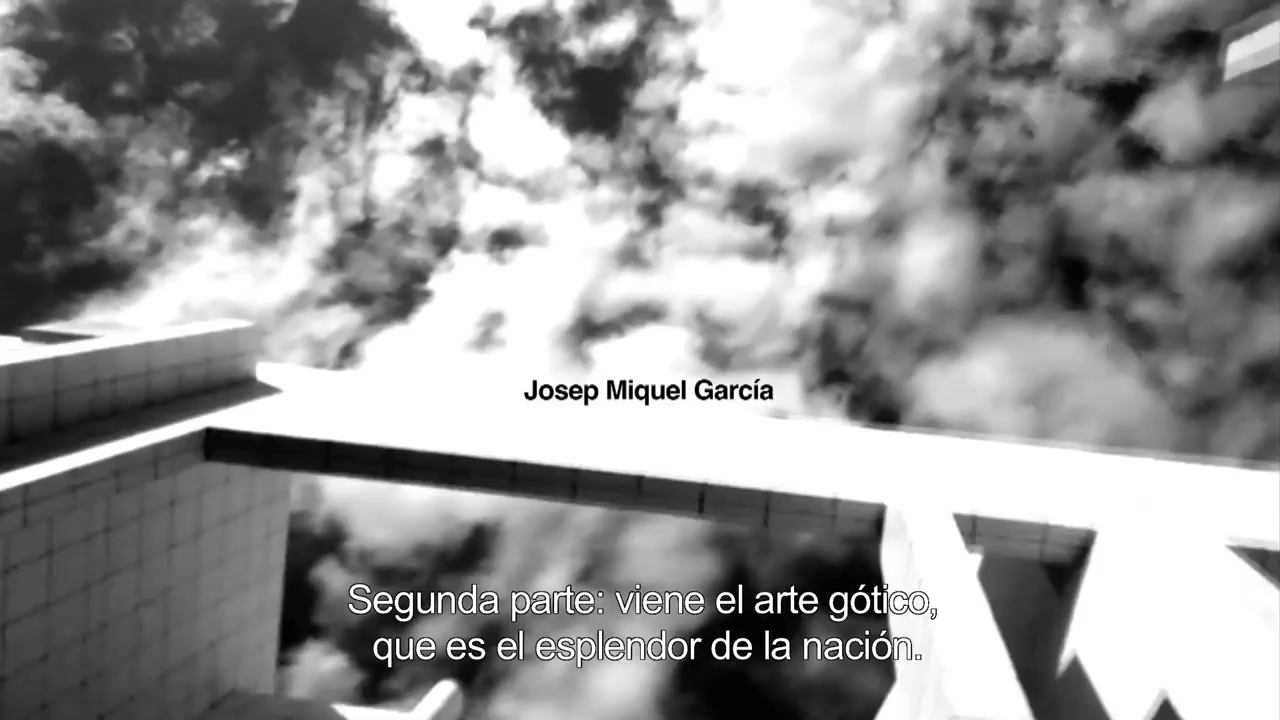 Josep Miquel García
Segunda parte: viene el arte gótico,
que es el esplendor de la nación.